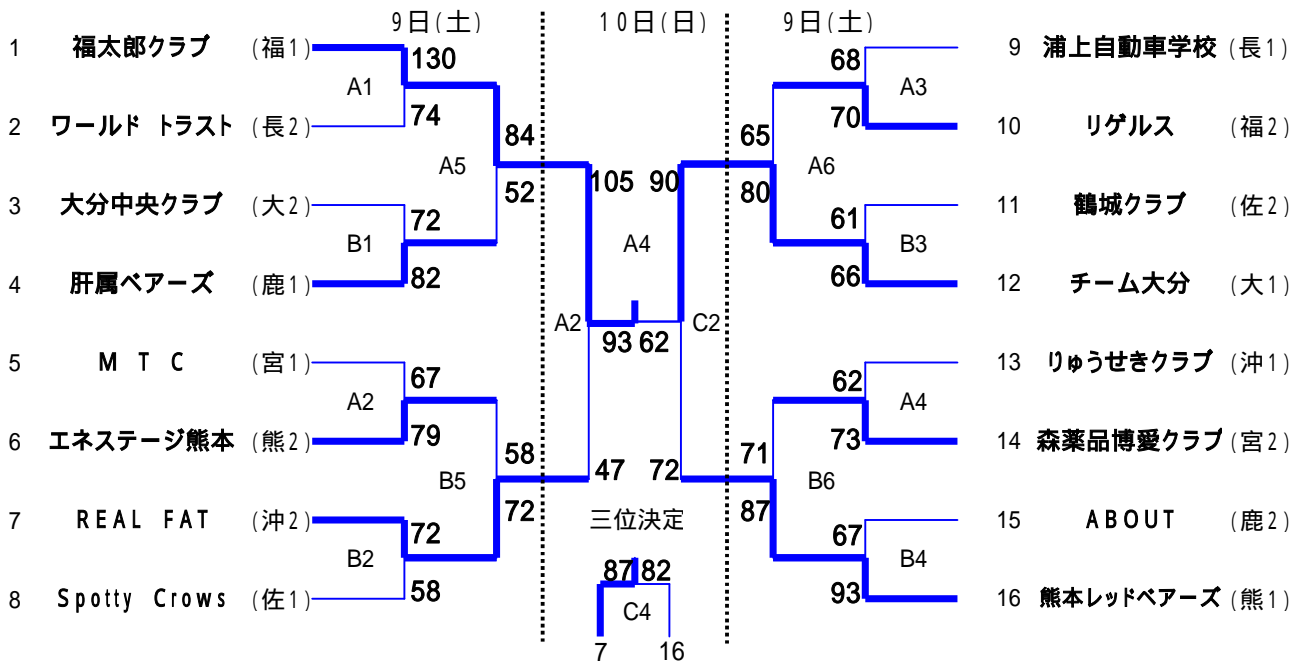 9日(土) 10日(日) 9日(土)
1 福太郎クラブ (福1) 130 68 9 浦上自動車学校 (長1)
A1 A3
2 ワールド トラスト (長2) 74 84 65 70 10 リゲルス (福2)
A5 A6
105 90
3 大分中央クラブ (大2) 72 52 80 61 11 鶴城クラブ (佐2)
B1 A4 B3
4 肝属ベアーズ (鹿1) 82 66 12 チーム大分 (大1)
A2 93 62 C2
5 M T C (宮1) 67 62 13 りゅうせきクラブ (沖1)
A2 A4
6 エネステージ熊本 (熊2) 79 58 71 73 14 森薬品博愛クラブ (宮2)
B5 47 72 B6
7 REAL FAT (沖2) 72 72 三位決定 87 67 15 ABOUT (鹿2)
B2 87 82 B4
8 Spotty Crows (佐1) 58 C4 93 16 熊本レッドベアーズ (熊1)
7 16